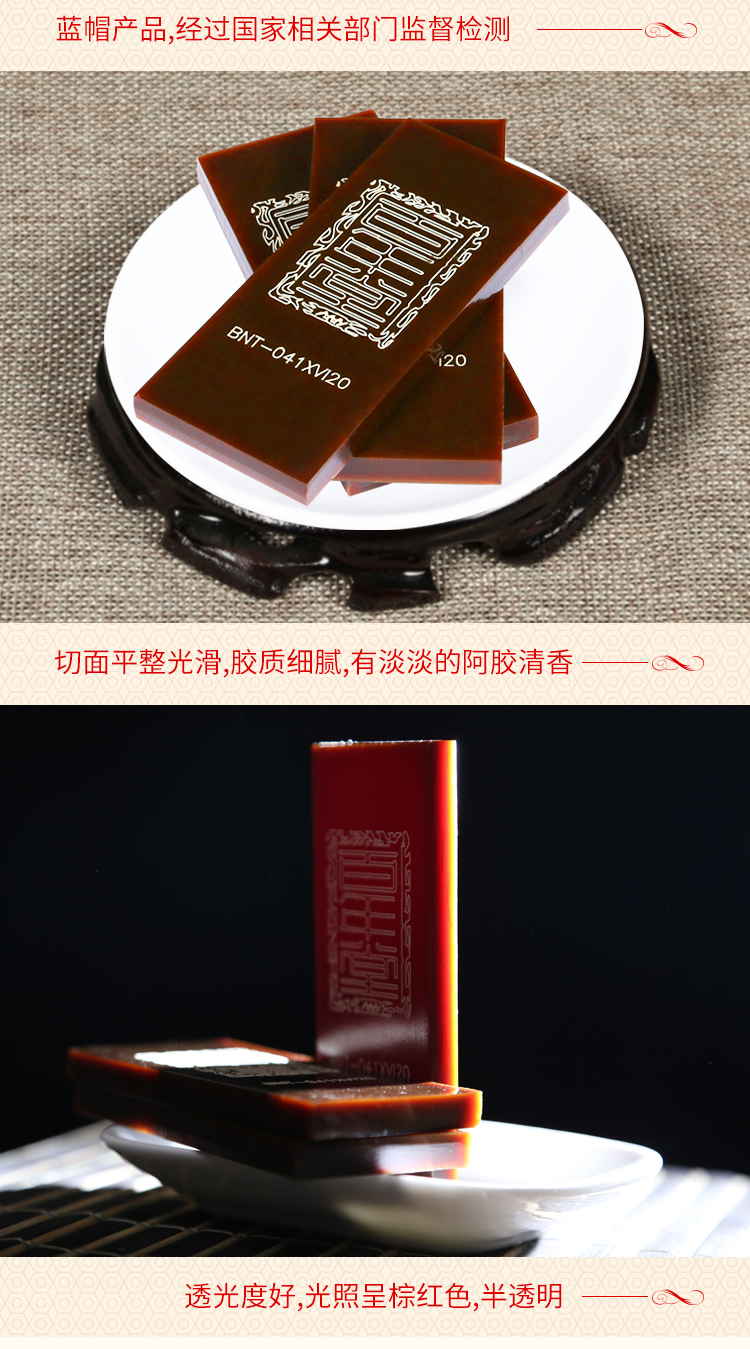 蓝帽产品,经过国家相关部门监督检测
BNT-041XVI20
I20
切面平整光滑,胶质细腻,有淡淡的阿胶清香
T-041XVI20
透光度好,光照呈棕红色,半透明